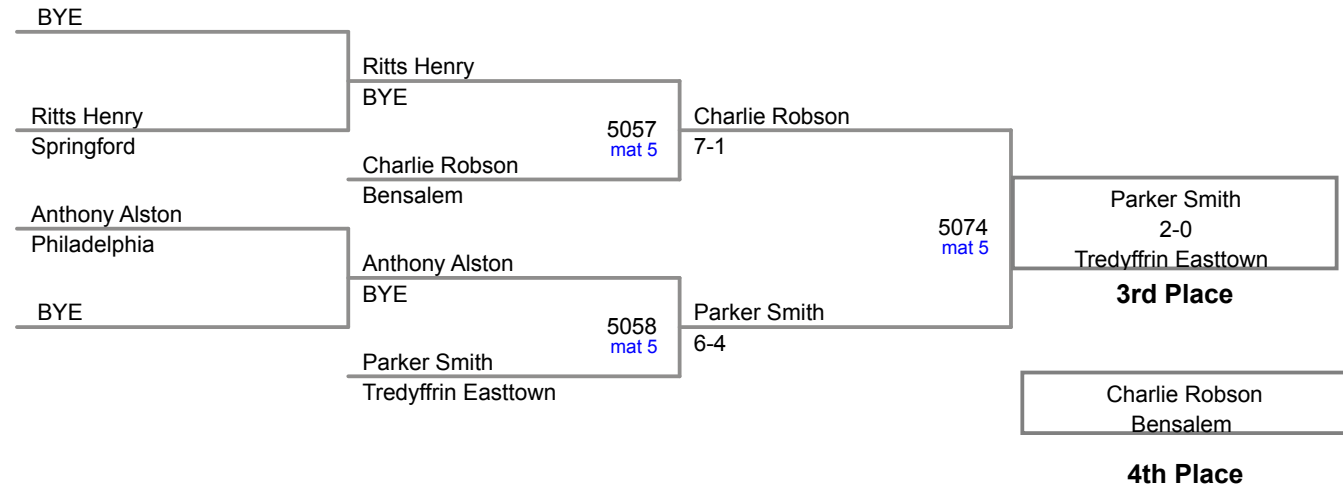 BYE
Ritts Henry
BYE
Ritts Henry
Springford
5057
mat 5
Charlie Robson
7-1
Charlie Robson
Bensalem
Anthony Alston
Philadelphia
5074
mat 5
Parker Smith
2-0
Tredyffrin Easttown
3rd Place
Anthony Alston
BYE
BYE
5058
mat 5
Parker Smith
6-4
Parker Smith
Tredyffrin Easttown
Charlie Robson
Bensalem
4th Place